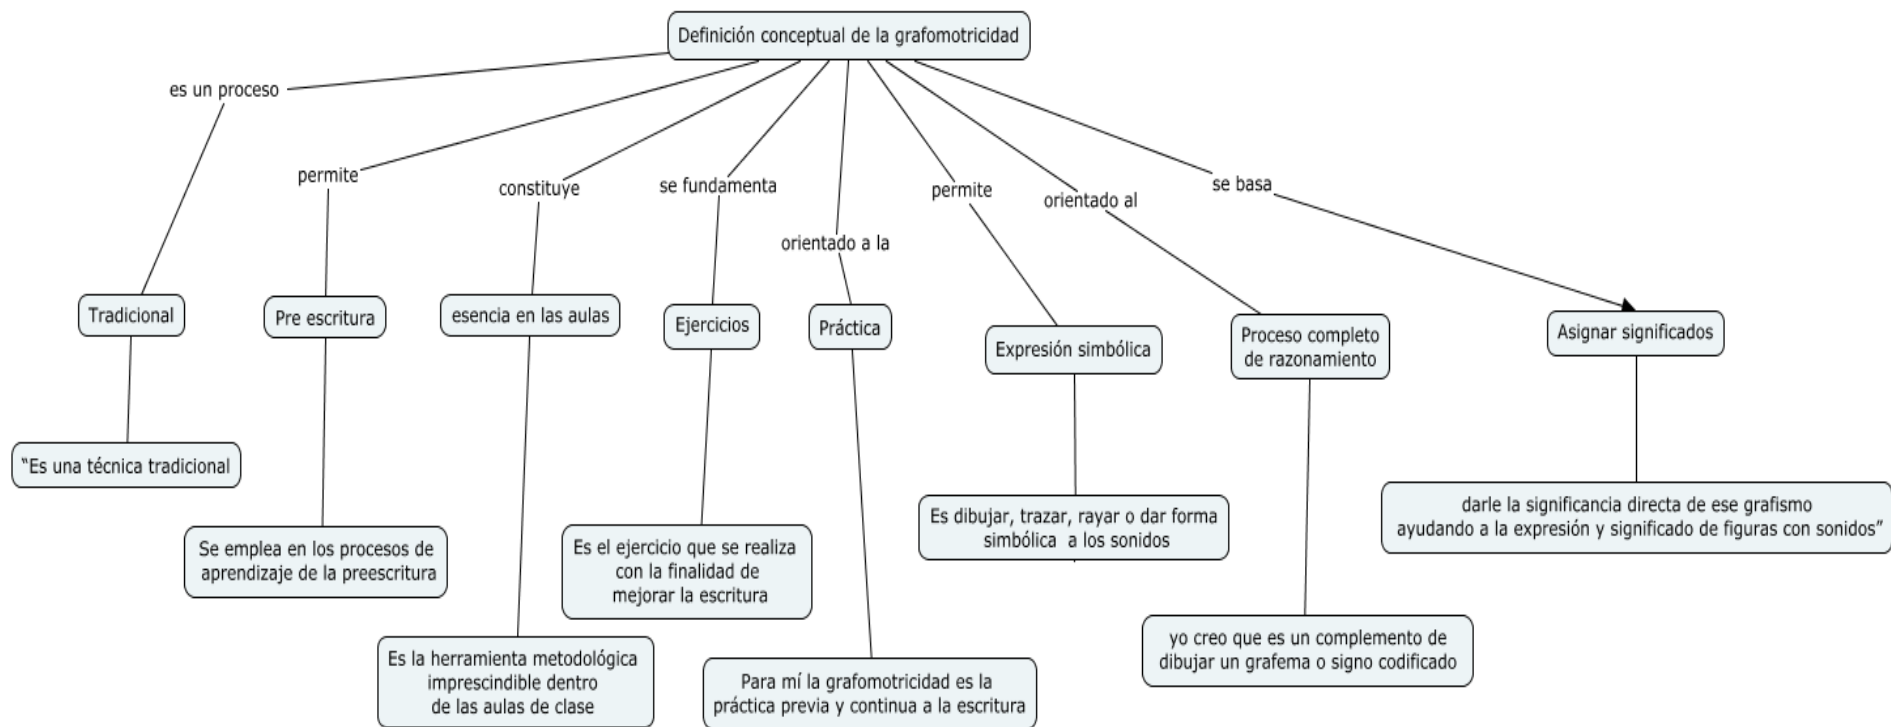 Definición conceptual de la grafomotricidad
es un proceso
permite
constituye
se fundamenta
orientado a la
permite
orientado al
se basa
Tradicional
Pre escritura
esencia en las aulas
Ejercicios
Práctica
Expresión simbólica
Proceso completo
de razonamiento
Asignar significados
“Es una técnica tradicional
Se emplea en los procesos de
aprendizaje de la preescritura
Es la herramienta metodológica
imprescindible dentro
de las aulas de clase
Es el ejercicio que se realiza
con la finalidad de
mejorar la escritura
Para mí la grafomotricidad es la
práctica previa y continua a la escritura
Es dibujar, trazar, rayar o dar forma
simbólica a los sonidos
yo creo que es un complemento de
dibujar un grafema o signo codificado
darle la significancia directa de ese grafismo
ayudando a la expresión y significado de figuras con sonidos”